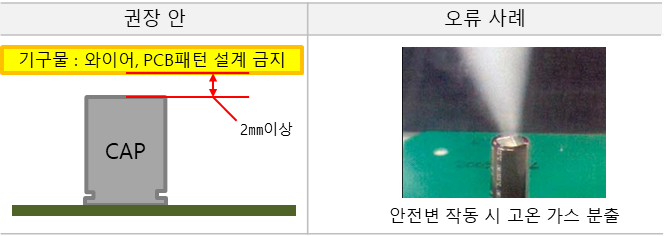 권장 안
오류 사례
기구물 : 와이어, PCB패턴 설계 금지
2㎜이상
CAP
안전변 작동 시 고온 가스 분출